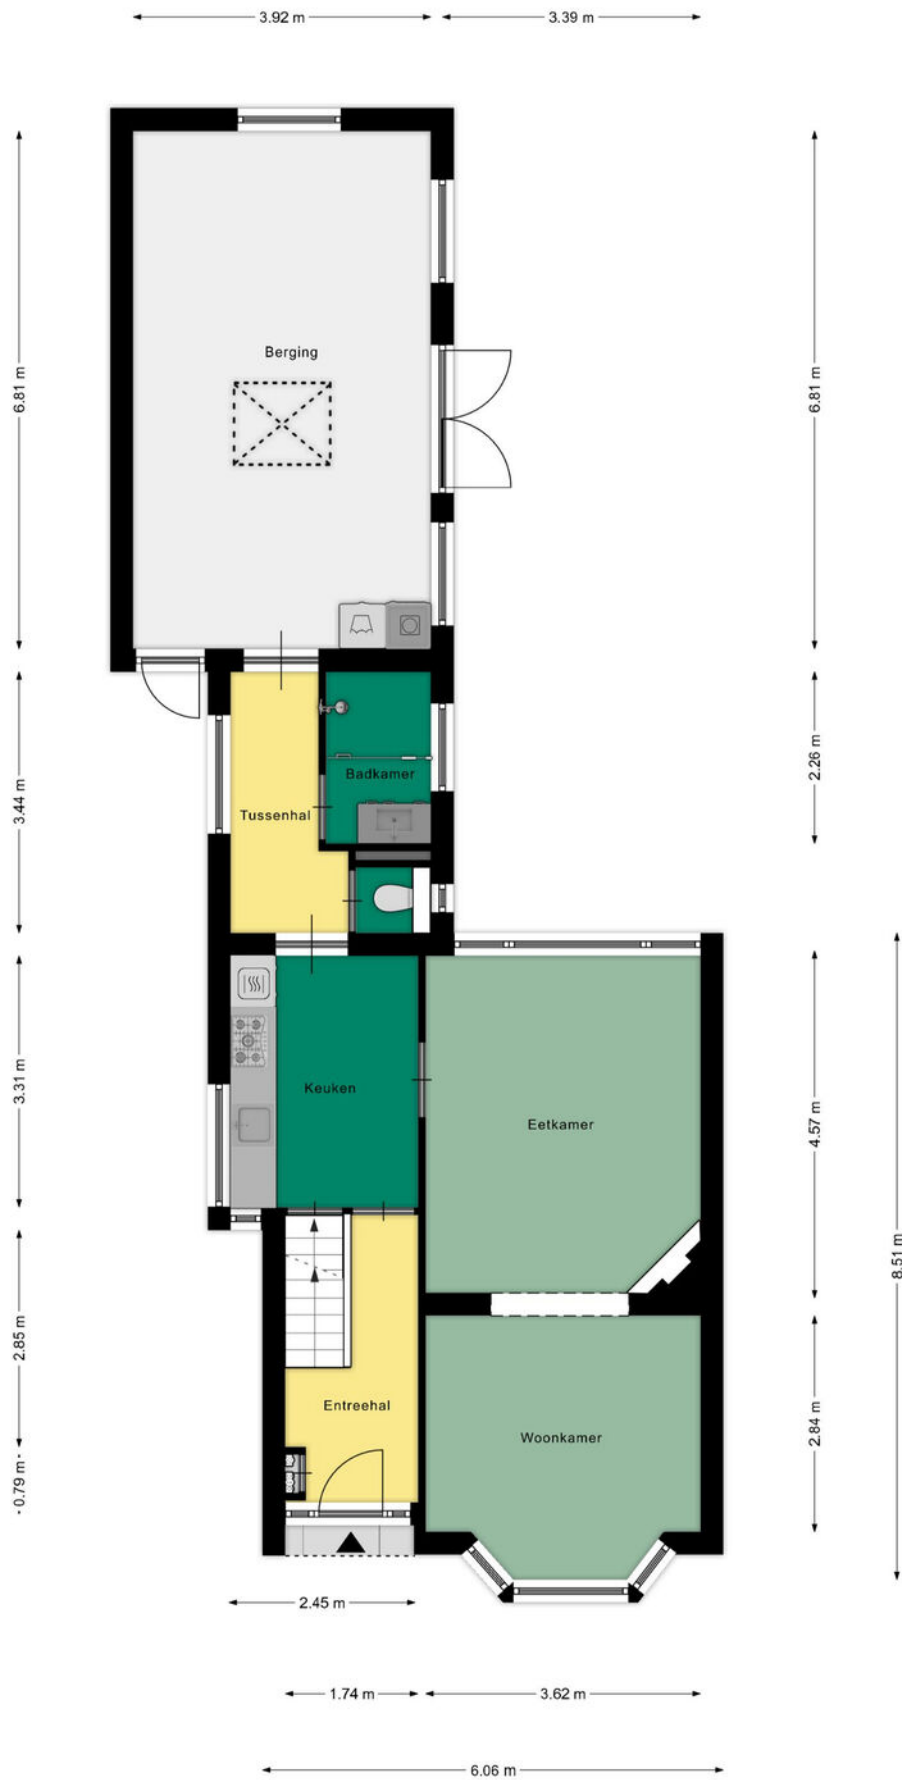 3.92 m
3.39 m
6.81 m
Berging
6.81 m
3.44 m
2.26 m
Badkamer
Tussenhal
3.31 m
Keuken
Eetkamer
4.57 m
8.51 m
2.85 m
Entreehal
Woonkamer
2.84 m
0.79 m
2.45 m
1.74 m
3.62 m
6.06 m